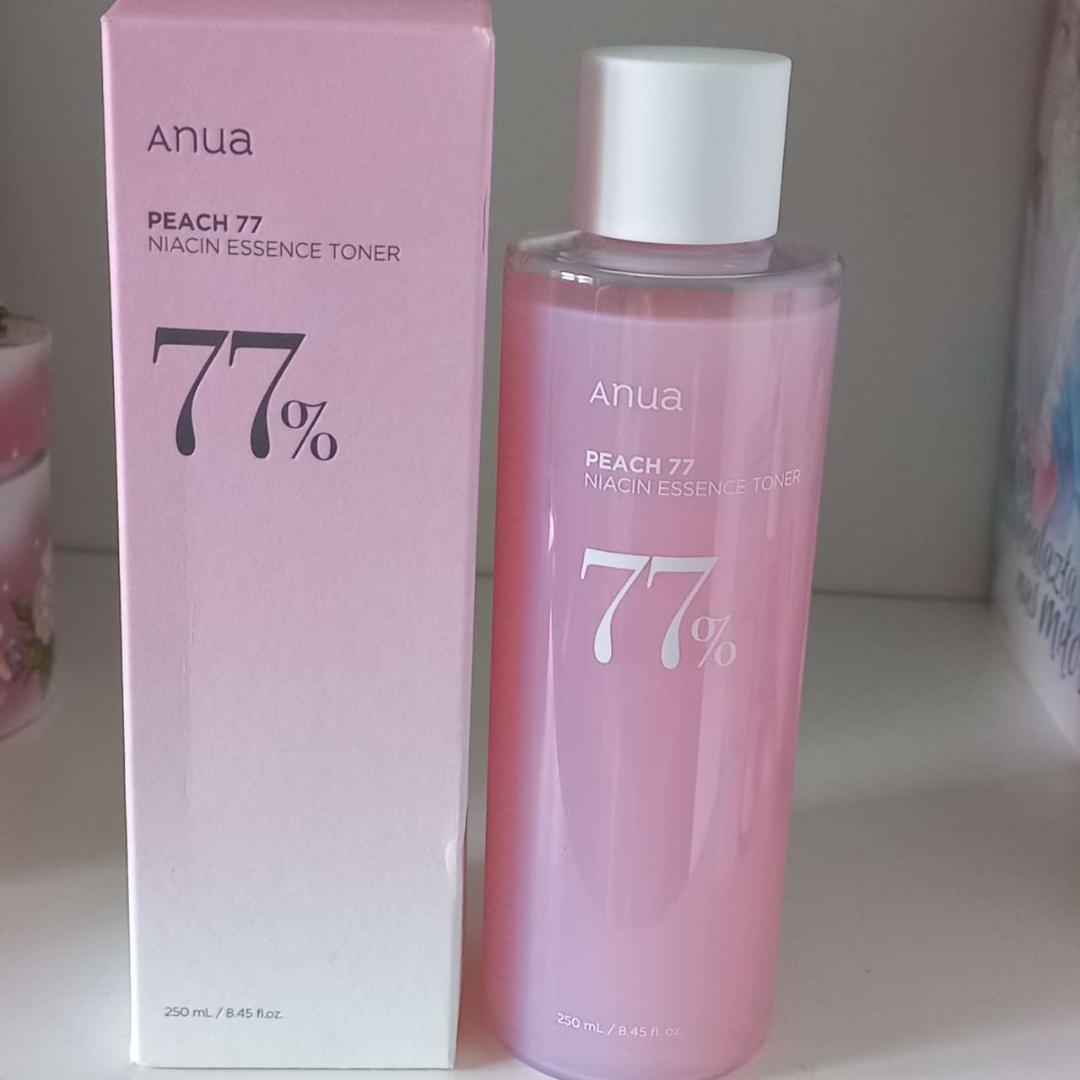 Anua
PEACH 77
NIACIN ESSENCE TONER
77%
250 mL / 8.45 fl.oz.
Anua
PEACH 77
NIACIN ESSENCE TONER
77%
250 mL / 8.45 fl. oz.